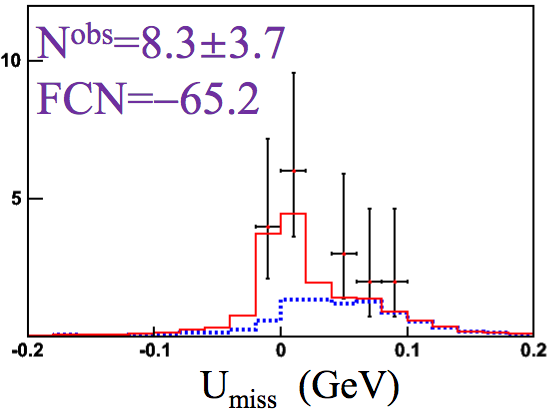 N^obs=8.3±3.7
FCN=−65.2
10
5
-0.2 -0.1 0 0.1 0.2
U_miss (GeV)